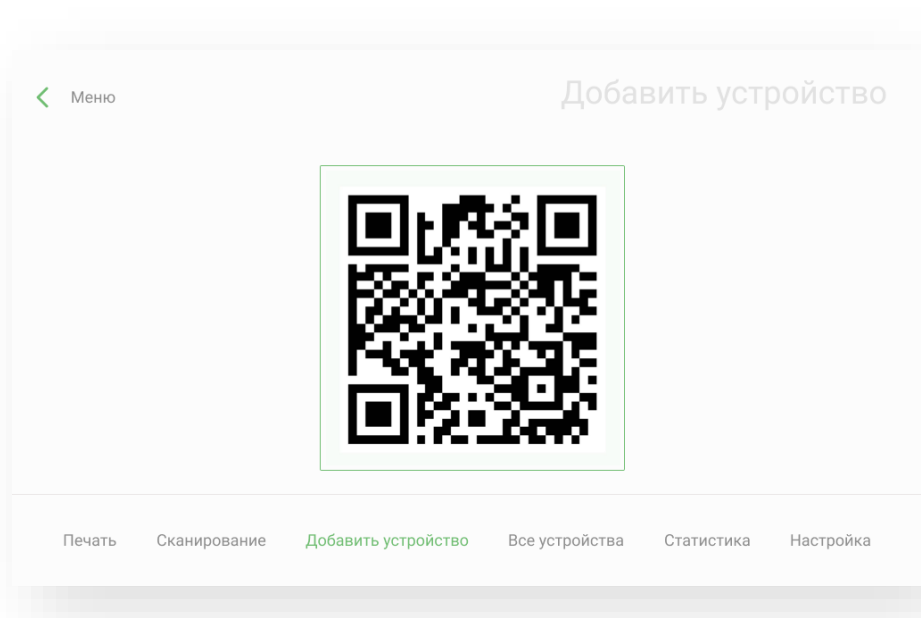 Меню
Добавить устройство
Печать Сканирование Добавить устройство Все устройства Статистика Настройка